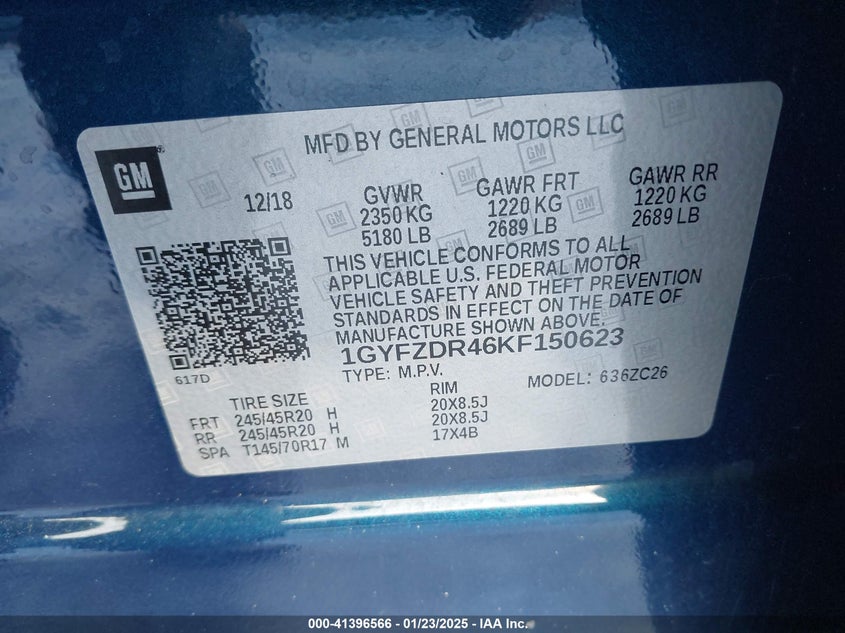 MFD BY GENERAL MOTORS LLC
GM
12/18
GVWR
2350 KG
5180 LB
GAWR FRT
1220 KG
2689 LB
GAWR RR
1220 KG
2689 LB
THIS VEHICLE CONFORMS TO ALL
APPLICABLE U.S. FEDERAL MOTOR
VEHICLE SAFETY AND THEFT PREVENTION
STANDARDS IN EFFECT ON THE DATE OF
MANUFACTURE SHOWN ABOVE.
1GYFZDR46KF150623
617D
TYPE: M.P.V.
MODEL: 636ZC26
TIRE SIZE
RIM
FRT 245/45R20 H 20X8.5J
RR 245/45R20 H 20X8.5J
SPA T145/70R17 M 17X4B
000-41396566 — 01/23/2025 — IAA Inc.